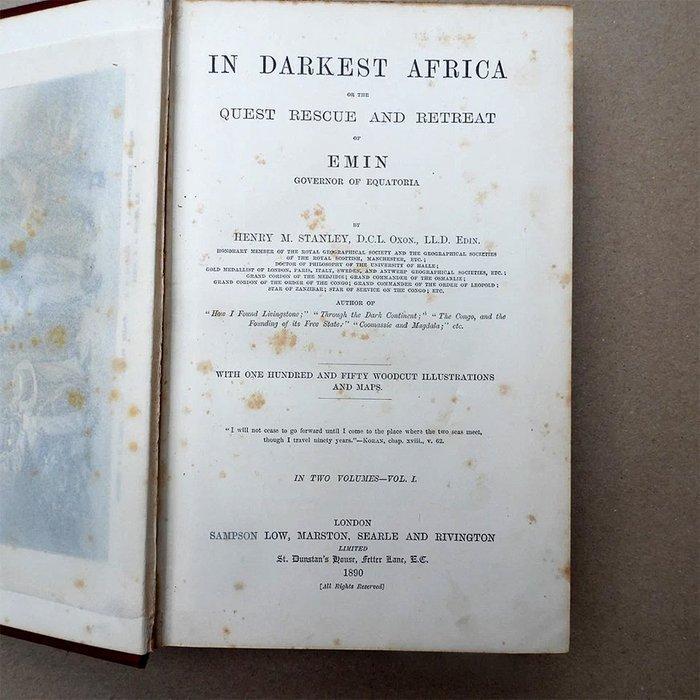 IN DARKEST AFRICA
OR THE
QUEST RESCUE AND RETREAT
OF
EMIN
GOVERNOR OF EQUATORIA
BY
HENRY M. STANLEY, D.C.L. OXON., LL.D. EDIN.
HONORARY MEMBER OF THE ROYAL GEOGRAPHICAL SOCIETY AND THE GEOGRAPHICAL SOCIETIES
OF THE ROYAL SCOTTISH, MANCHESTER, ETC.;
DOCTOR OF PHILOSOPHY OF THE UNIVERSITY OF HALLE;
GOLD MEDALLIST OF LONDON, PARIS, ITALY, SWEDEN, AND ANTWERP GEOGRAPHICAL SOCIETIES, ETC.;
GRAND CORDON OF THE MEDJIDIE; GRAND COMMANDER OF THE OSMANLIE;
GRAND CORDON OF THE ORDER OF THE CONGO; GRAND COMMANDER OF THE ORDER OF LEOPOLD;
STAR OF ZANZIBAR; STAR OF SERVICE ON THE CONGO; ETC.
AUTHOR OF
"How I Found Livingstone;" "Through the Dark Continent;" "The Congo, and the
Founding of its Free State;" "Coomassie and Magdala;" etc.
WITH ONE HUNDRED AND FIFTY WOODCUT ILLUSTRATIONS
AND MAPS.
"I will not cease to go forward until I come to the place where the two seas meet,
though I travel ninety years."—KORAN, chap. xviii., v. 62.
IN TWO VOLUMES—VOL. I.
LONDON
SAMPSON LOW, MARSTON, SEARLE AND RIVINGTON
LIMITED
St. Dunstan's House, Fetter Lane, E.C.
1890
[All Rights Reserved]